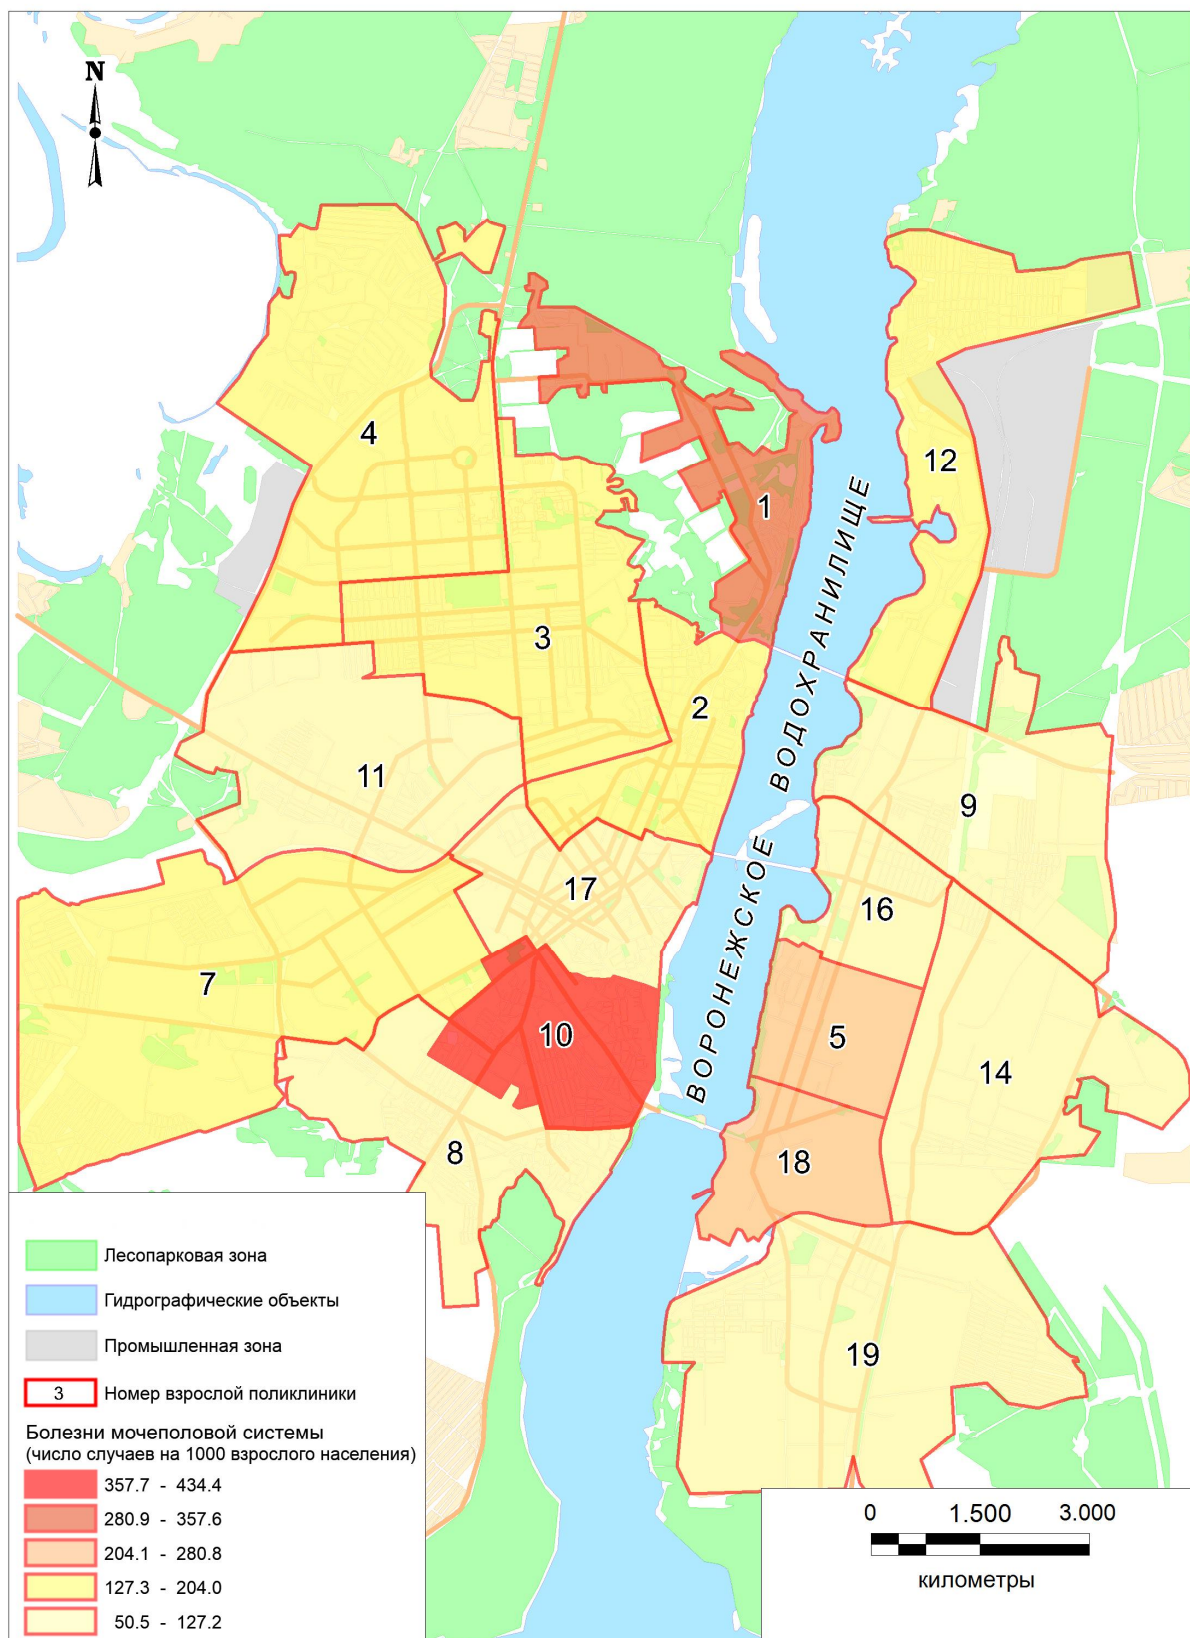 N
4
12
1
3
2
11
9
17
16
7
10
5
14
8
18
19
ВОРОНЕЖСКОЕ ВОДОХРАНИЛИЩЕ
Лесопарковая зона
Гидрографические объекты
Промышленная зона
3 Номер взрослой поликлиники
Болезни мочеполовой системы
(число случаев на 1000 взрослого населения)
357.7 - 434.4
280.9 - 357.6
204.1 - 280.8
127.3 - 204.0
50.5 - 127.2
0 1.500 3.000
километры